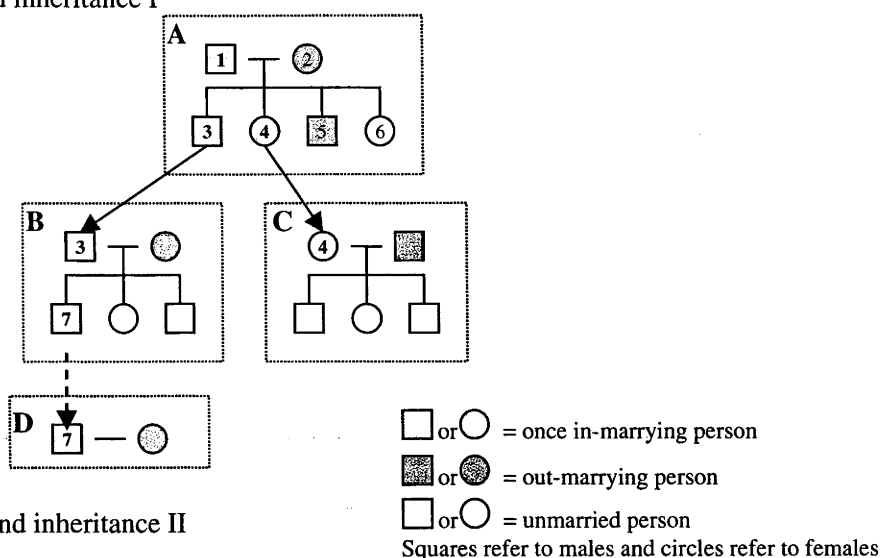 inheritance I
A
1 2
3 4 5 6
B
3
7
C
4
D
7
or = once in-marrying person
or = out-marrying person
or = unmarried person
nd inheritance II
Squares refer to males and circles refer to females